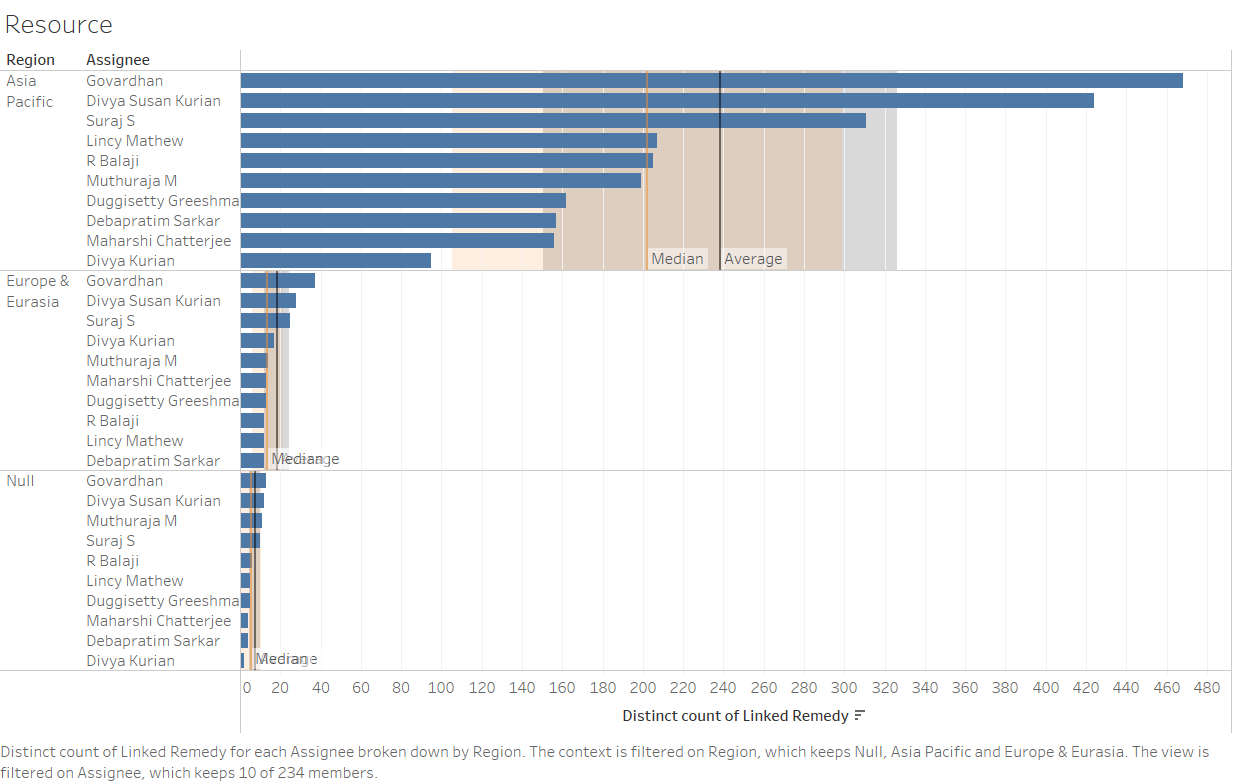 Resource
Region Assignee
Asia Pacific Govardhan
Divya Susan Kurian
Suraj S
Lincy Mathew
R Balaji
Muthuraja M
Duggisetty Greeshma
Debapratim Sarkar
Maharshi Chatterjee
Divya Kurian
Median Average
Europe & Eurasia Govardhan
Divya Susan Kurian
Suraj S
Divya Kurian
Muthuraja M
Maharshi Chatterjee
Duggisetty Greeshma
R Balaji
Lincy Mathew
Debapratim Sarkar
Median Average
Null Govardhan
Divya Susan Kurian
Muthuraja M
Suraj S
R Balaji
Lincy Mathew
Duggisetty Greeshma
Maharshi Chatterjee
Debapratim Sarkar
Divya Kurian
Median Average
0 20 40 60 80 100 120 140 160 180 200 220 240 260 280 300 320 340 360 380 400 420 440 460 480
Distinct count of Linked Remedy
Distinct count of Linked Remedy for each Assignee broken down by Region. The context is filtered on Region, which keeps Null, Asia Pacific and Europe & Eurasia. The view is
filtered on Assignee, which keeps 10 of 234 members.